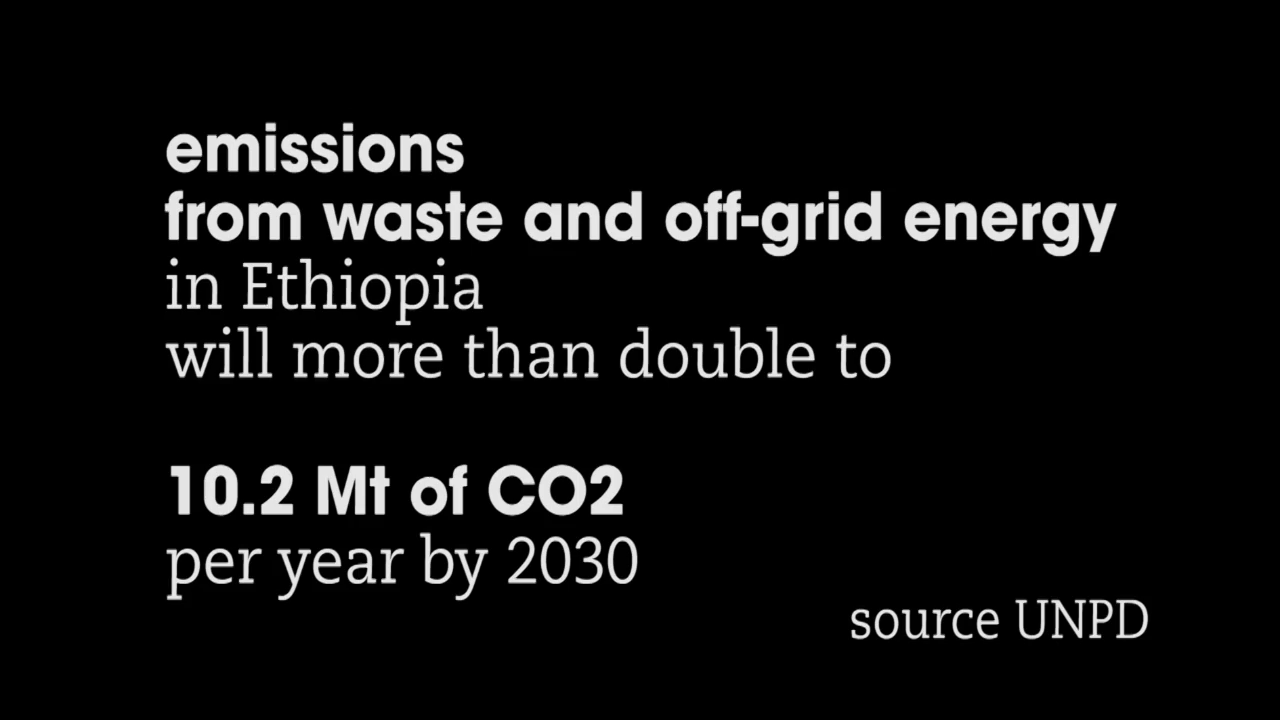 emissions
from waste and off-grid energy
in Ethiopia
will more than double to
10.2 Mt of CO2
per year by 2030
source UNPD